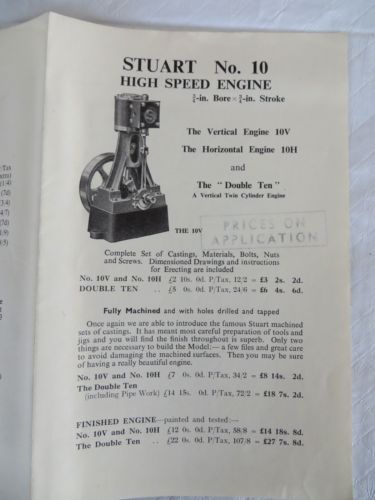 STUART No. 10
HIGH SPEED ENGINE
¾-in. Bore × ¾-in. Stroke
The Vertical Engine 10V
The Horizontal Engine 10H
and
The "Double Ten"
A Vertical Twin Cylinder Engine
THE 10V
PRICES ON
APPLICATION
Complete Set of Castings, Materials, Bolts, Nuts
and Screws. Dimensioned Drawings and instructions
for Erecting are included
No. 10V and No. 10H £2 10s. 0d. P/Tax, 12/2 = £3 2s. 2d.
DOUBLE TEN .. £5 0s. 0d. P/Tax, 24/6 = £6 4s. 6d.
Fully Machined and with holes drilled and tapped
Once again we are able to introduce the famous Stuart machined
sets of castings. It has meant most careful preparation of tools and
jigs and you will find the finish throughout is superb. Only two
things are necessary to build the Model:— a few files and great care
to avoid damaging the machined surfaces. Then you may be sure
of having a really beautiful engine.
No. 10V and No. 10H £7 0s. 0d. P/Tax, 34/2 = £8 14s. 2d.
The Double Ten
(including Pipe Work) £14 15s. 0d. P/Tax, 72/2 = £18 7s. 2d.
FINISHED ENGINE—painted and tested:—
No. 10V and No. 10H £12 0s. 0d. P/Tax, 58/8 = £14 18s. 8d.
The Double Ten .. £22 0s. 0d. P/Tax, 107/8 = £27 7s. 8d.